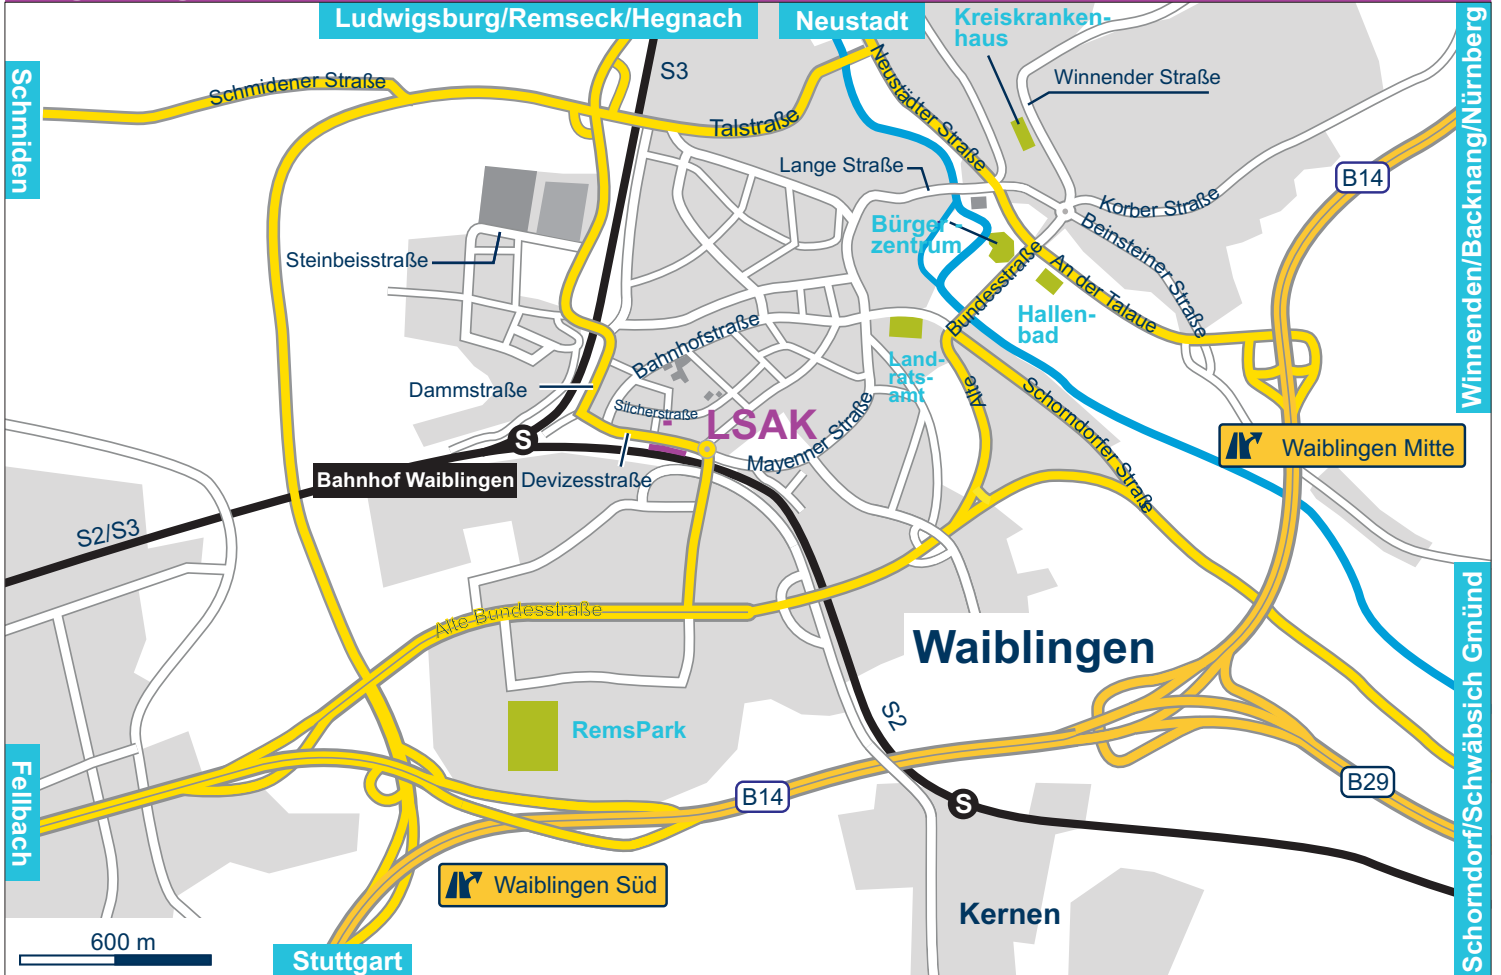 Ludwigsburg/Remseck/Hegnach
Neustadt
Kreiskranken-
haus
Winnenden/Backnang/Nürnberg
Schmiden
S3
Winnender Straße
Schmidener Straße
Neustädter Straße
Talstraße
Lange Straße
B14
Korber Straße
Bürger-
zentrum
Beinsteiner Straße
Steinbeisstraße
An der Talaue
Bundesstraße
Hallen-
bad
Bahnhofstraße
Land-
rats-
amt
Alte
Schorndorfer Straße
Dammstraße
Silcherstraße
LSAK
Mayenner Straße
Waiblingen Mitte
S
Bahnhof Waiblingen
Devizesstraße
S2/S3
Alte Bundesstraße
Waiblingen
Schorndorf/Schwäbsich Gmünd
S2
RemsPark
Fellbach
B14
B29
S
Waiblingen Süd
Kernen
600 m
Stuttgart